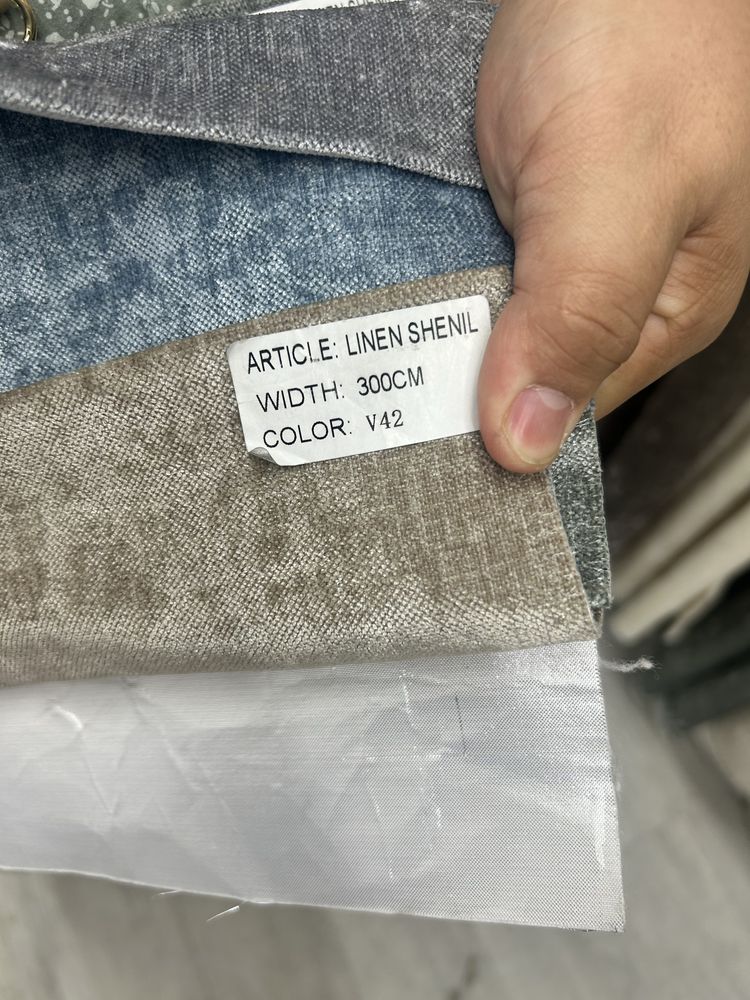 ARTICLE: LINEN SHENIL
WIDTH: 300CM
COLOR: V42